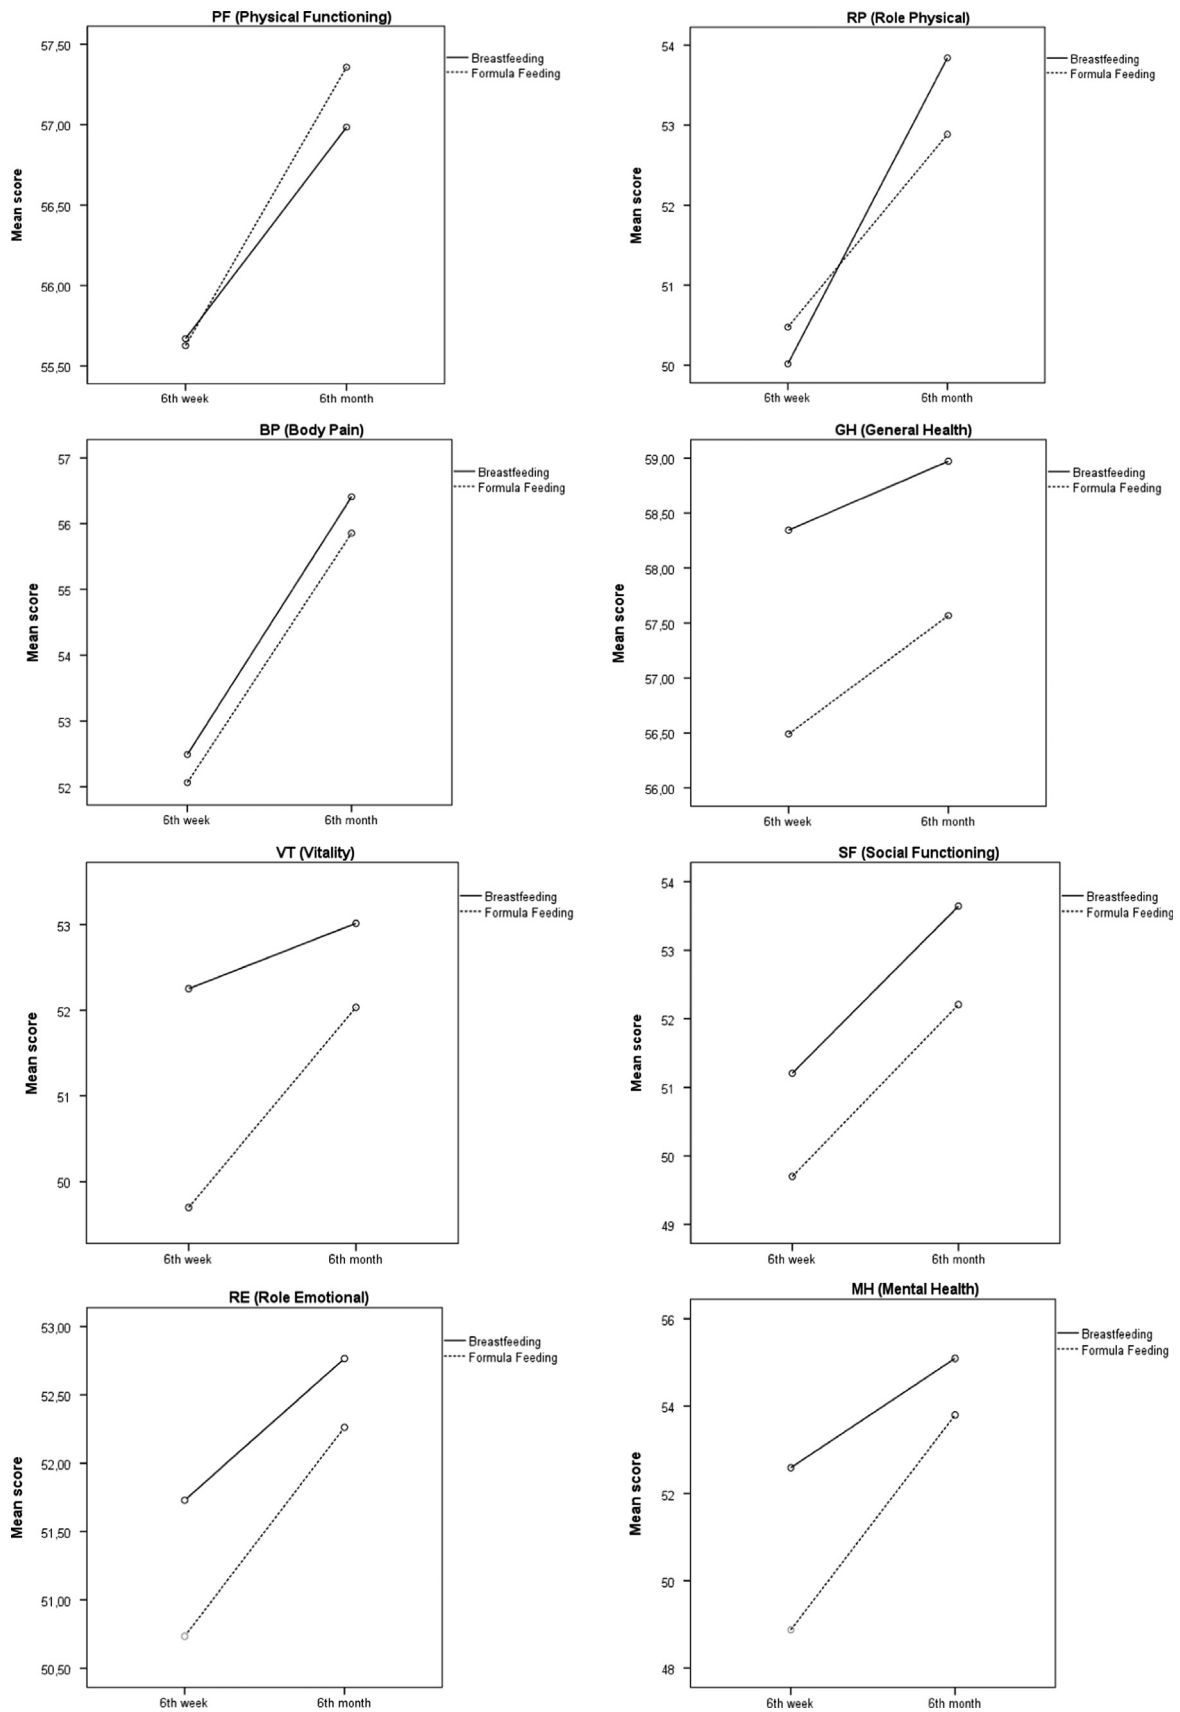 PF (Physical Functioning)
57,50
57,00
56,50
56,00
55,50
Mean score
6th week
6th month
Breastfeeding
Formula Feeding
RP (Role Physical)
54
53
52
51
50
Mean score
6th week
6th month
Breastfeeding
Formula Feeding
BP (Body Pain)
57
56
55
54
53
52
Mean score
6th week
6th month
Breastfeeding
Formula Feeding
GH (General Health)
59,00
58,50
58,00
57,50
57,00
56,50
56,00
Mean score
6th week
6th month
Breastfeeding
Formula Feeding
VT (Vitality)
53
52
51
50
Mean score
6th week
6th month
Breastfeeding
Formula Feeding
SF (Social Functioning)
54
53
52
51
50
49
Mean score
6th week
6th month
Breastfeeding
Formula Feeding
RE (Role Emotional)
53,00
52,50
52,00
51,50
51,00
50,50
Mean score
6th week
6th month
Breastfeeding
Formula Feeding
MH (Mental Health)
56
54
52
50
48
Mean score
6th week
6th month
Breastfeeding
Formula Feeding